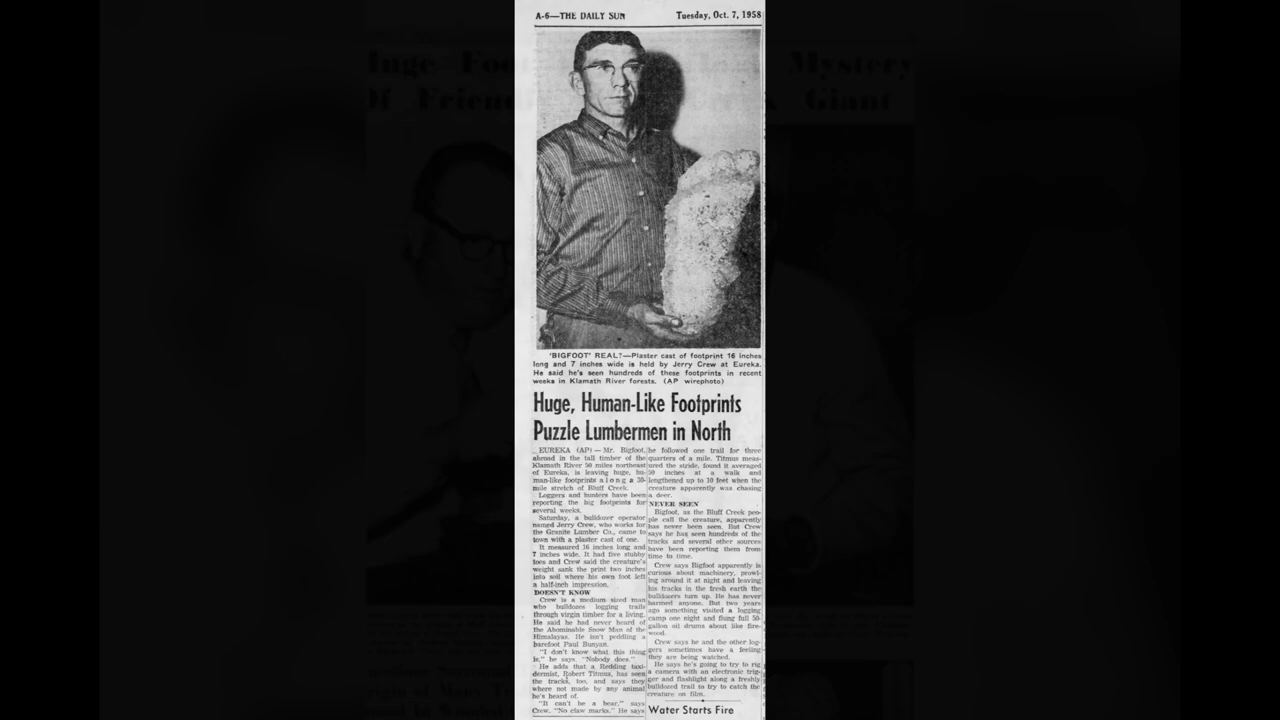 A-6—THE DAILY SUN Tuesday, Oct. 7, 1958
'BIGFOOT' REAL?—Plaster cast of footprint 16 inches
long and 7 inches wide is held by Jerry Crew at Eureka.
He said he's seen hundreds of these footprints in recent
weeks in Klamath River forests. (AP wirephoto)
Huge, Human-Like Footprints
Puzzle Lumbermen in North
EUREKA (AP) — Mr. Bigfoot,
abroad in the tall timber of the
Klamath River 50 miles northeast
of Eureka, is leaving huge, hu-
man-like footprints along a 30-
mile stretch of Bluff Creek.
Loggers and hunters have been
reporting the big footprints for
several weeks.
Saturday, a bulldozer operator
named Jerry Crew, who works for
the Granite Lumber Co., came to
town with a plaster cast of one.
It measured 16 inches long and
7 inches wide. It had five stubby
toes and Crew said the creature's
weight sank the print two inches
into soil where his own foot left
a half-inch impression.
DOESN'T KNOW
Crew is a medium sized man
who bulldozes logging trails
through virgin timber for a living.
He said he had never heard of
the Abominable Snow Man of the
Himalayas. He isn't peddling a
barefoot Paul Bunyan.
"I don't know what this thing
is," he says. "Nobody does."
He adds that a Redding taxi-
dermist, Robert Titmus, has seen
the tracks, too, and says they
where not made by any animal
he's heard of.
"It can't be a bear," says
Crew. "No claw marks." He says
he followed one trail for three
quarters of a mile. Titmus meas-
ured the stride, found it averaged
50 inches at a walk and
lengthened up to 10 feet when the
creature apparently was chasing
a deer.
NEVER SEEN
Bigfoot, as the Bluff Creek peo-
ple call the creature, apparently
has never been seen. But Crew
says he has seen hundreds of the
tracks and several other sources
have been reporting them from
time to time.
Crew says Bigfoot apparently is
curious about machinery, prowl-
ing around it at night and leaving
his tracks in the fresh earth the
bulldozers turn up. He has never
harmed anyone. But two years
ago something visited a logging
camp one night and flung full 50-
gallon oil drums about like fire-
wood.
Crew says he and the other log-
gers sometimes have a feeling
they are being watched.
He says he's going to try to rig
a camera with an electronic trig-
ger and flashlight along a freshly
bulldozed trail to try to catch the
creature on film.
Water Starts Fire